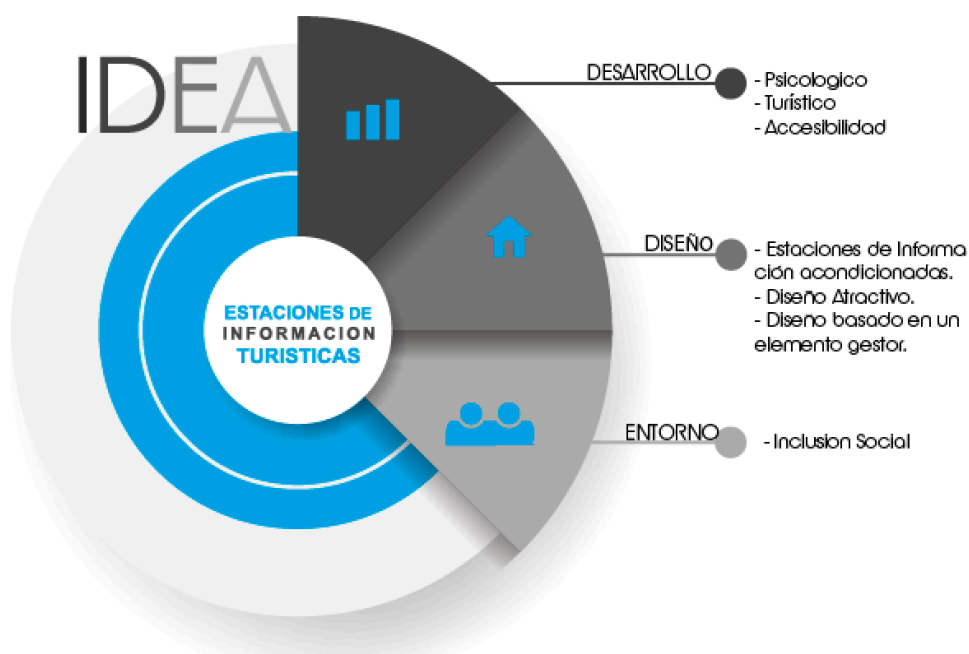 IDEA
DESARROLLO
- Psicologico
- Turístico
- Accesibilidad
DISEÑO
- Estaciones de Informa
ción acondicionadas.
- Diseño Atractivo.
- Diseno basado en un
elemento gestor.
ESTACIONES DE
INFORMACION
TURISTICAS
ENTORNO
- Inclusion Social